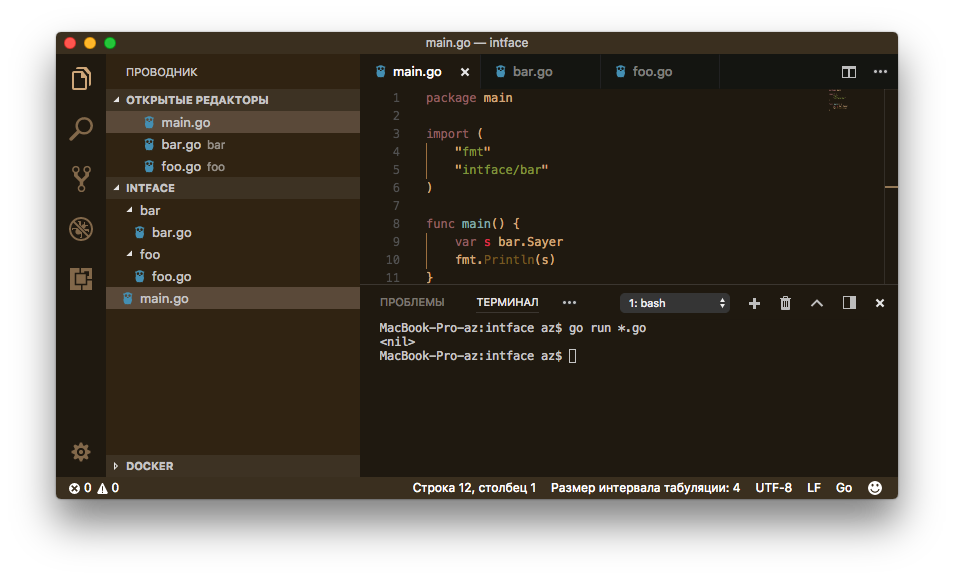 main.go — intface
ПРОВОДНИК
ОТКРЫТЫЕ РЕДАКТОРЫ
main.go
bar.go bar
foo.go foo
INTFACE
bar
bar.go
foo
foo.go
main.go
DOCKER
main.go bar.go foo.go
1 package main
2
3 import (
4 "fmt"
5 "intface/bar"
6 )
7
8 func main() {
9 var s bar.Sayer
10 fmt.Println(s)
11 }
ПРОБЛЕМЫ ТЕРМИНАЛ 1: bash
MacBook-Pro-az:intface az$ go run *.go
<nil>
MacBook-Pro-az:intface az$
0 0 Строка 12, столбец 1 Размер интервала табуляции: 4 UTF-8 LF Go